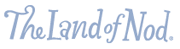 The Land of Nod.